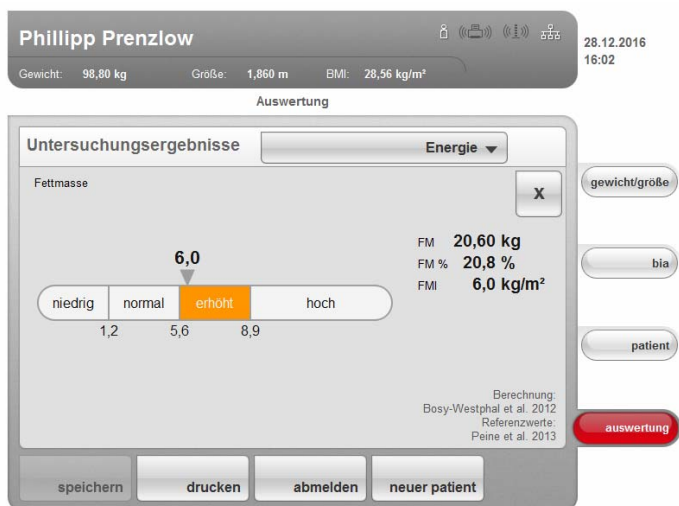 Phillipp Prenzlow
28.12.2016
16:02
Gewicht: 98,80 kg Größe: 1,860 m BMI: 28,56 kg/m²
Auswertung
Untersuchungsergebnisse Energie
Fettmasse
X
FM 20,60 kg
FM % 20,8 %
FMI 6,0 kg/m²
6,0
niedrig normal erhöht hoch
1,2 5,6 8,9
Berechnung:
Bosy-Westphal et al. 2012
Referenzwerte:
Peine et al. 2013
gewicht/größe
bia
patient
auswertung
speichern drucken abmelden neuer patient